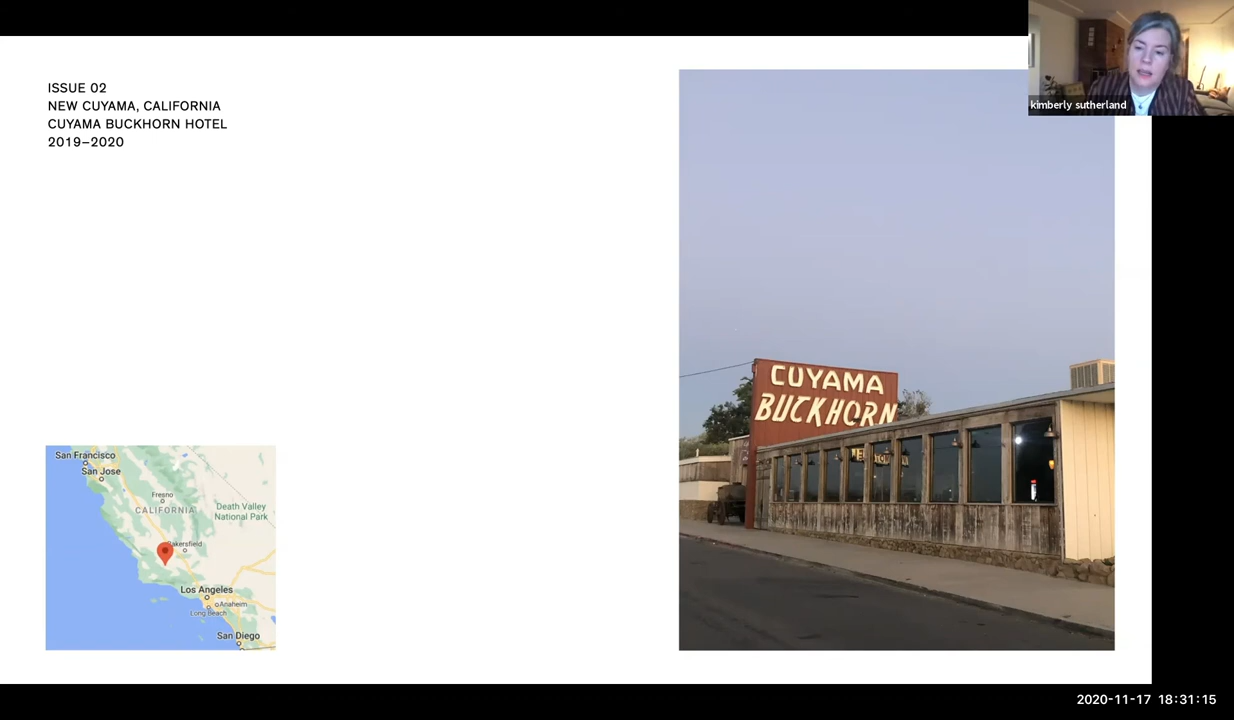 ISSUE 02
NEW CUYAMA, CALIFORNIA
CUYAMA BUCKHORN HOTEL
2019–2020
kimberly sutherland
CUYAMA
BUCKHORN
San Francisco
San Jose
Fresno
CALIFORNIA
Death Valley
National Park
Bakersfield
Los Angeles
Anaheim
Long Beach
San Diego
2020-11-17 18:31:15